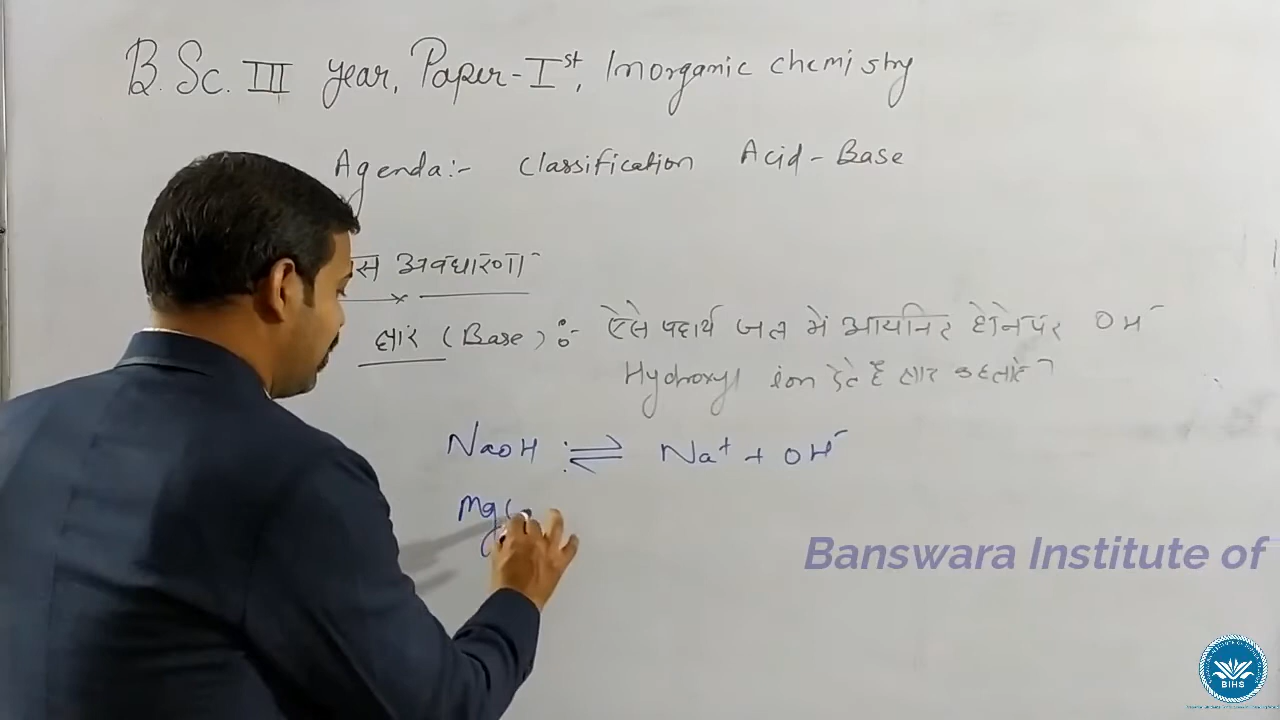 B.Sc. III year, Paper-Ist, Inorganic chemistry
Agenda:- Classification Acid-Base
स अवधारणा
क्षार (Base):- ऐसे पदार्थ जल में आयनित होने पर OH⁻
Hydroxyl ion देते हैं क्षार कहलाते
NaOH ⇌ Na⁺ + OH⁻
Mg(
Banswara Institute of
BIHS